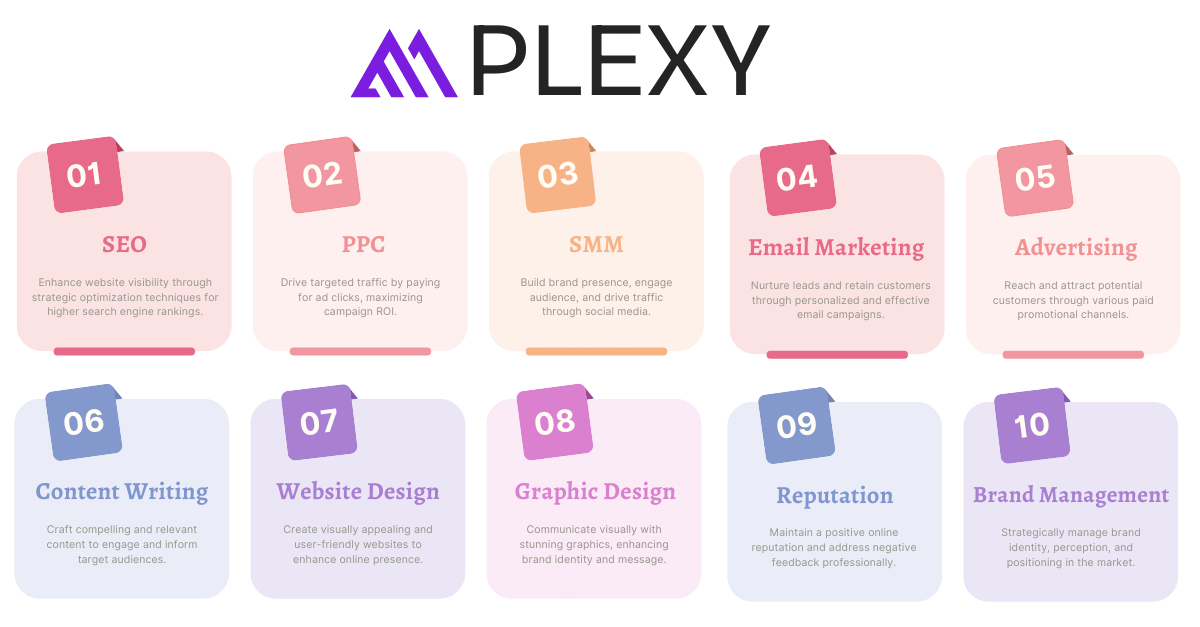 PLEXY
01
SEO
Enhance website visibility through
strategic optimization techniques for
higher search engine rankings.
02
PPC
Drive targeted traffic by paying
for ad clicks, maximizing
campaign ROI.
03
SMM
Build brand presence, engage
audience, and drive traffic
through social media.
04
Email Marketing
Nurture leads and retain customers
through personalized and effective
email campaigns.
05
Advertising
Reach and attract potential
customers through various paid
promotional channels.
06
Content Writing
Craft compelling and relevant
content to engage and inform
target audiences.
07
Website Design
Create visually appealing and
user-friendly websites to
enhance online presence.
08
Graphic Design
Communicate visually with
stunning graphics, enhancing
brand identity and message.
09
Reputation
Maintain a positive online
reputation and address negative
feedback professionally.
10
Brand Management
Strategically manage brand
identity, perception, and
positioning in the market.